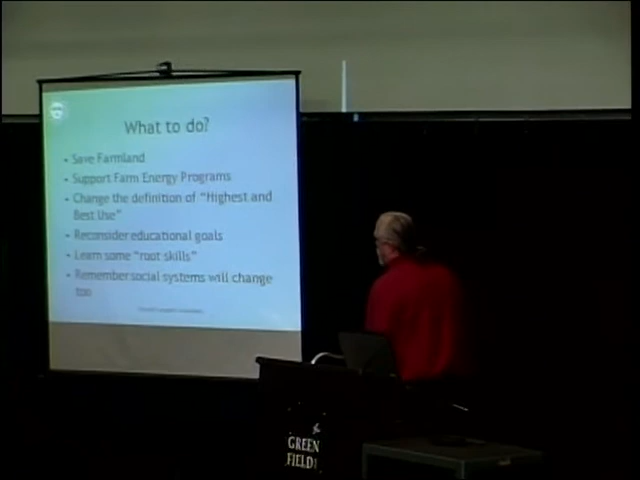 What to do?
• Save Farmland
• Support Farm Energy Programs
• Change the definition of "Highest and
Best Use"
• Reconsider educational goals
• Learn some "root skills"
• Remember social systems will change
too
the
GREEN
FIELD